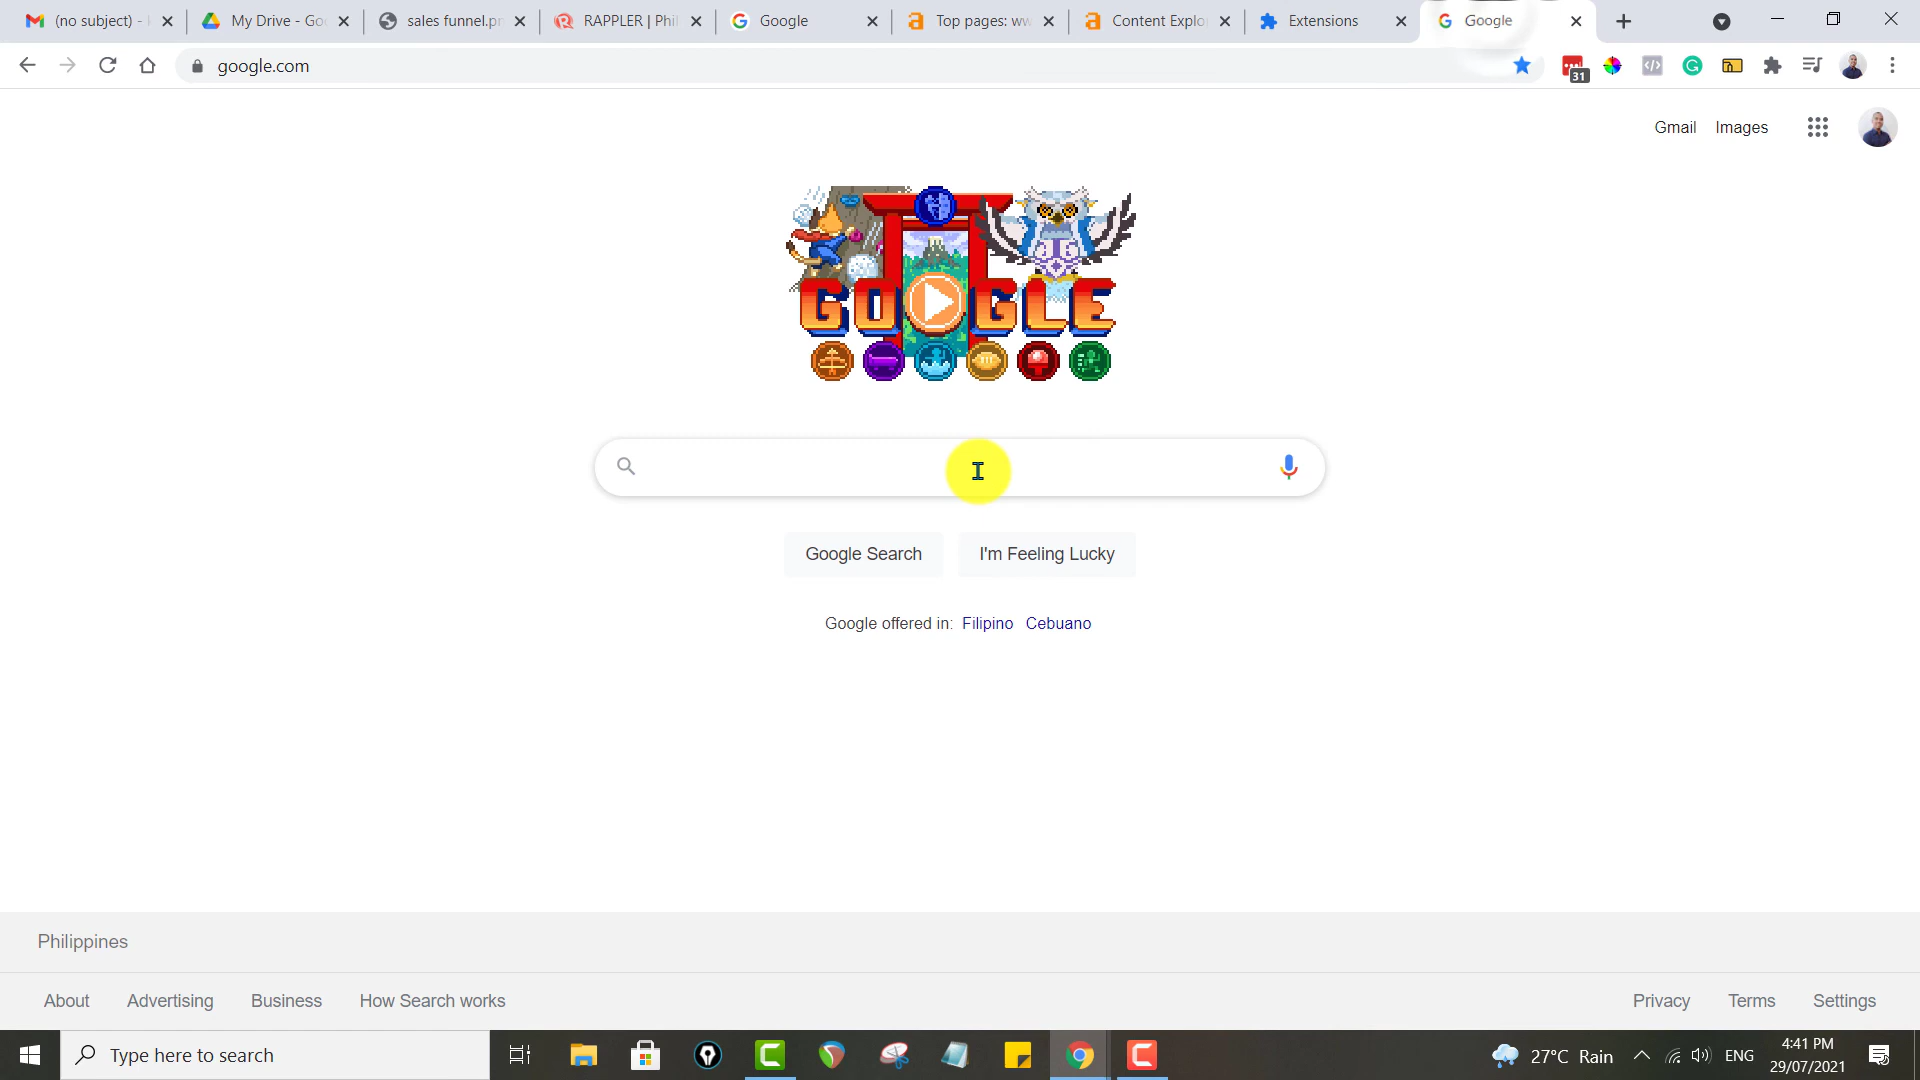 (no subject) -
My Drive - Go
sales funnel.pr
RAPPLER | Phil
Google
Top pages: ww
Content Explo
Extensions
Google
google.com
31
Gmail
Images
GOOGLE
Google Search
I'm Feeling Lucky
Google offered in: Filipino Cebuano
Philippines
About
Advertising
Business
How Search works
Privacy
Terms
Settings
Type here to search
27°C Rain
ENG
4:41 PM
29/07/2021